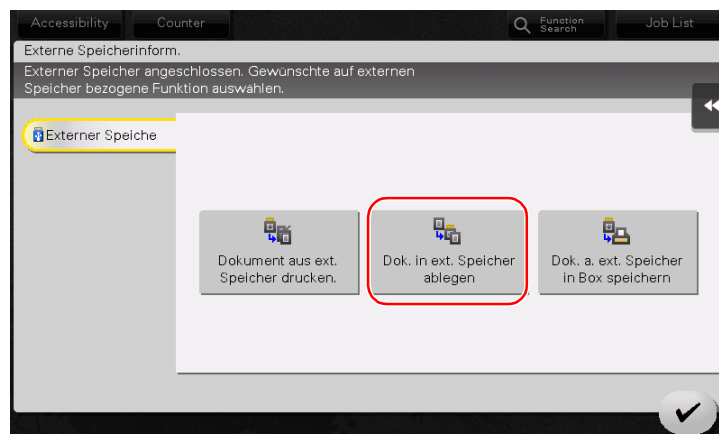 Accessibility
Counter
Function
Search
Job List
Externe Speicherinform.
Externer Speicher angeschlossen. Gewünschte auf externen
Speicher bezogene Funktion auswählen.
Externer Speiche
Dokument aus ext.
Speicher drucken.
Dok. in ext. Speicher
ablegen
Dok. a. ext. Speicher
in Box speichern